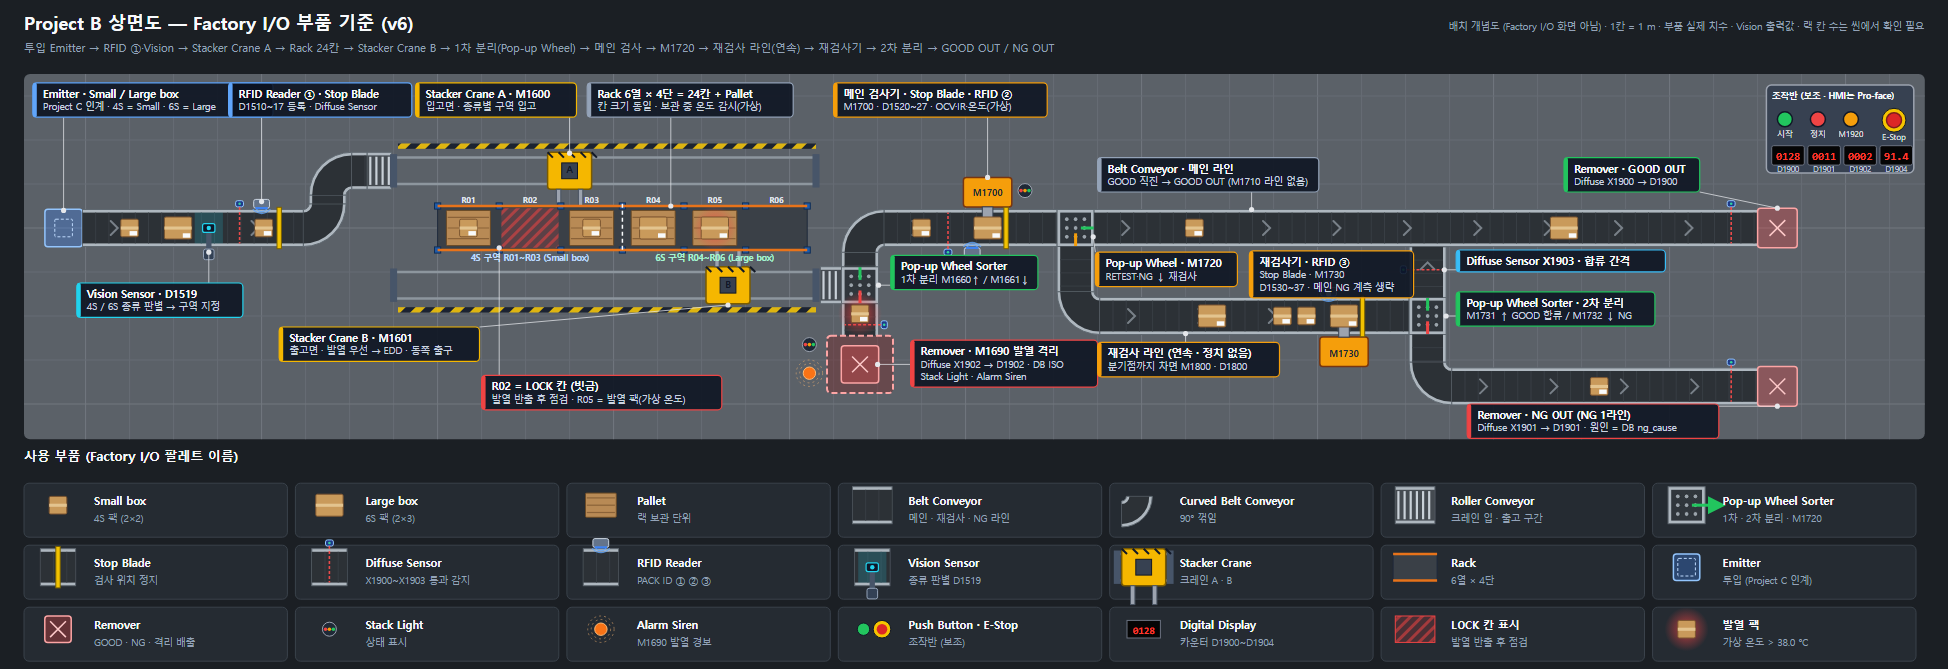 Project B 상면도 — Factory I/O 부품 기준 (v6)
배치 개념도 (Factory I/O 화면 아님) · 1칸 = 1 m · 부품 실제 치수 · Vision 출력값 · 랙 칸 수는 씬에서 확인 필요
투입 Emitter → RFID ①·Vision → Stacker Crane A → Rack 24칸 → Stacker Crane B → 1차 분리(Pop-up Wheel) → 메인 검사 → M1720 → 재검사 라인(연속) → 재검사기 → 2차 분리 → GOOD OUT / NG OUT
Emitter · Small / Large box
Project C 인계 · 4S = Small · 6S = Large
RFID Reader ① · Stop Blade
D1510~17 등록 · Diffuse Sensor
Stacker Crane A · M1600
입고면 · 종류별 구역 입고
Rack 6열 × 4단 = 24칸 + Pallet
칸 크기 동일 · 보관 중 온도 감시(가상)
메인 검사기 · Stop Blade · RFID ②
M1700 · D1520~27 · OCV·IR·온도(가상)
조작반 (보조 · HMI는 Pro-face)
시작
정지
M1920
E-Stop
0128
0011
0002
91.4
D1900
D1901
D1902
D1904
Belt Conveyor · 메인 라인
GOOD 직진 → GOOD OUT (M1710 라인 없음)
Remover · GOOD OUT
Diffuse X1900 → D1900
A
M1700
R01
R02
R03
R04
R05
R06
4S 구역 R01~R03 (Small box)
6S 구역 R04~R06 (Large box)
B
Pop-up Wheel Sorter
1차 분리 M1660↑ / M1661↓
Pop-up Wheel · M1720
RETEST·NG ↓ 재검사
재검사기 · RFID ③
Stop Blade · M1730
D1530~37 · 메인 NG 계측 생략
Diffuse Sensor X1903 · 합류 간격
Vision Sensor · D1519
4S / 6S 종류 판별 → 구역 지정
Pop-up Wheel Sorter · 2차 분리
M1731 ↑ GOOD 합류 / M1732 ↓ NG
Stacker Crane B · M1601
출고면 · 발열 우선 → EDD · 동쪽 출구
Remover · M1690 발열 격리
Diffuse X1902 → D1902 · DB ISO
Stack Light · Alarm Siren
재검사 라인 (연속 · 정치 없음)
분기점까지 자면 M1800 · D1800
M1730
R02 = LOCK 칸 (빗금)
발열 반출 후 점검 · R05 = 발열 팩(가상 온도)
Remover · NG OUT (NG 1라인)
Diffuse X1901 → D1901 · 원인 = DB ng_cause
사용 부품 (Factory I/O 팔레트 이름)
Small box
4S 팩 (2×2)
Large box
6S 팩 (2×3)
Pallet
랙 보관 단위
Belt Conveyor
메인 · 재검사 · NG 라인
Curved Belt Conveyor
90° 꺾임
Roller Conveyor
크레인 입 · 출고 구간
Pop-up Wheel Sorter
1차 · 2차 분리 · M1720
Stop Blade
검사 위치 정지
Diffuse Sensor
X1900~X1903 통과 감지
RFID Reader
PACK ID ① ② ③
Vision Sensor
종류 판별 D1519
Stacker Crane
크레인 A · B
Rack
6열 × 4단
Emitter
투입 (Project C 인계)
Remover
GOOD · NG · 격리 배출
Stack Light
상태 표시
Alarm Siren
M1690 발열 경보
Push Button · E-Stop
조작반 (보조)
0128
Digital Display
카운터 D1900~D1904
LOCK 칸 표시
발열 반출 후 점검
발열 팩
가상 온도 > 38.0 ℃